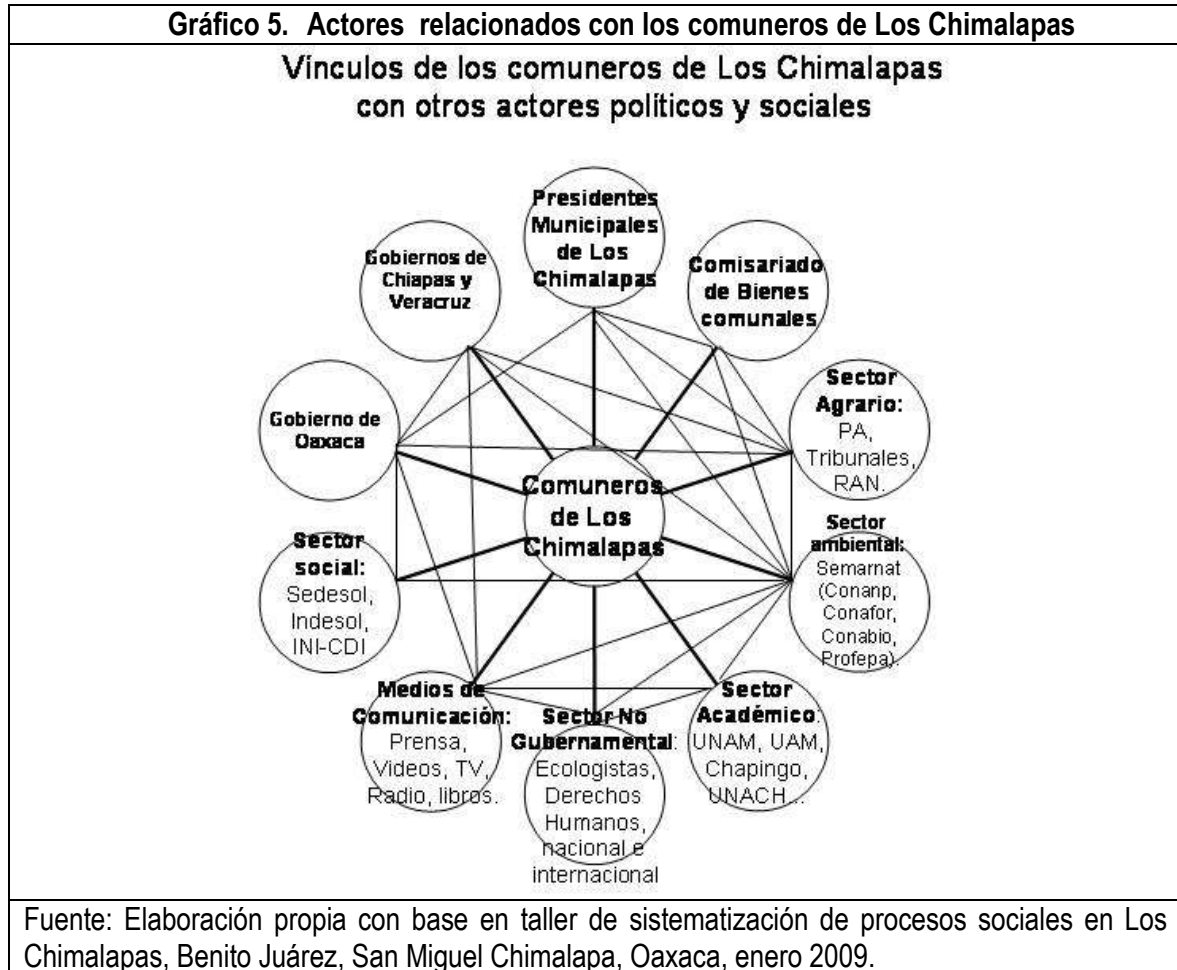 Gráfico 5. Actores relacionados con los comuneros de Los Chimalapas
Vínculos de los comuneros de Los Chimalapas
con otros actores políticos y sociales
Presidentes
Municipales
de Los
Chimalapas
Comisariado
de Bienes
comunales
Sector
Agrario:
PA,
Tribunales,
RAN.
Sector
ambiental:
Semarnat
(Conanp,
Conafor,
Conabio,
Profepa).
Sector
Académico:
UNAM, UAM,
Chapingo,
UNACH...
Sector No
Gubernamental:
Ecologistas,
Derechos
Humanos,
nacional e
internacional
Medios de
Comunicación:
Prensa,
Videos, TV,
Radio, libros.
Sector
social:
Sedesol,
Indesol,
INI-CDI
Gobierno de
Oaxaca
Gobiernos de
Chiapas y
Veracruz
Comuneros
de Los
Chimalapas
Fuente: Elaboración propia con base en taller de sistematización de procesos sociales en Los
Chimalapas, Benito Juárez, San Miguel Chimalapa, Oaxaca, enero 2009.